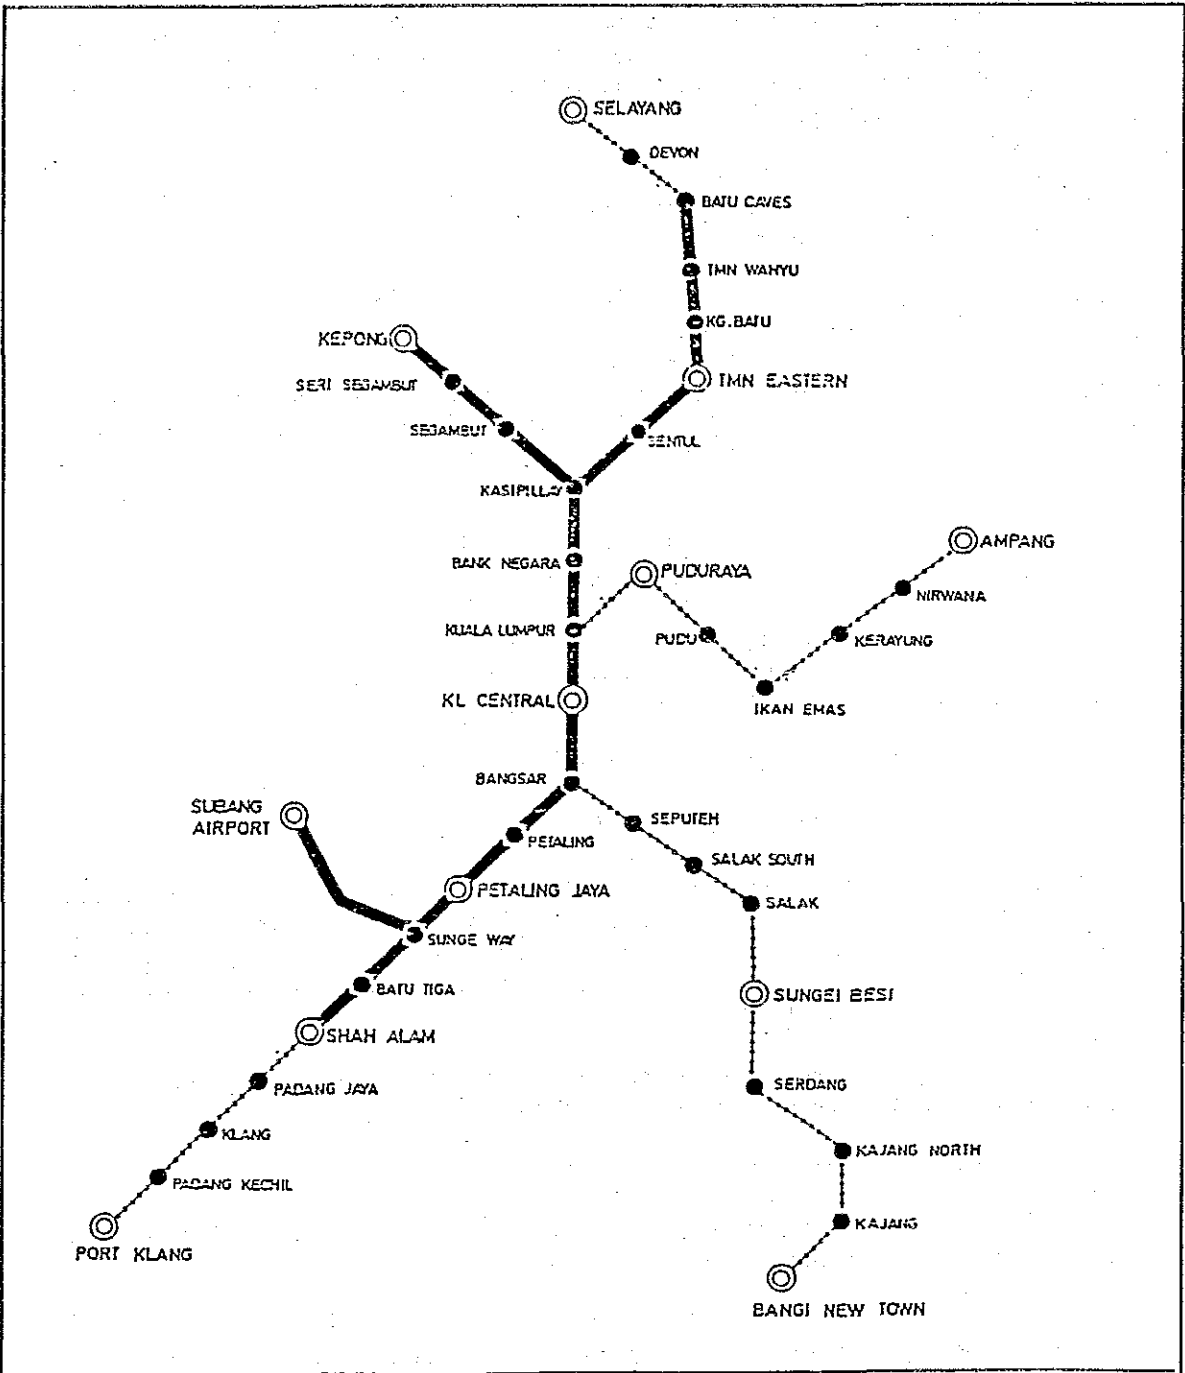 SELAYANG
DEVON
BATU CAVES
TMN WAHYU
KG.BATU
KEPONG
TMN EASTERN
SERI SEGAMBUT
SEGAMBUT
SENTUL
KASIPILLAY
BANK NEGARA
AMPANG
PUDURAYA
NIRWANA
KUALA LUMPUR
PUDU
KERAYUNG
KL CENTRAL
IKAN EMAS
BANGSAR
SUBANG
AIRPORT
SEPUTEH
PETALING
SALAK SOUTH
PETALING JAYA
SALAK
SUNGE WAY
BATU TIGA
SUNGEI BESI
SHAH ALAM
PADANG JAYA
SERDANG
KLANG
KAJANG NORTH
PADANG KECHIL
KAJANG
PORT KLANG
BANGI NEW TOWN